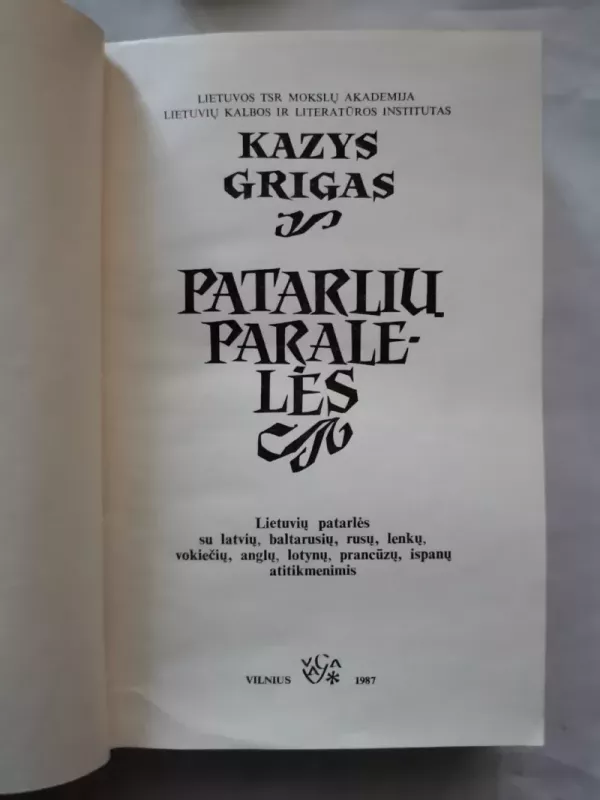 LIETUVOS TSR MOKSLŲ AKADEMIJA
LIETUVIŲ KALBOS IR LITERATŪROS INSTITUTAS
KAZYS
GRIGAS
PATARLIŲ
PARALE-
LĖS
Lietuvių patarlės
su latvių, baltarusių, rusų, lenkų,
vokiečių, anglų, lotynų, prancūzų, ispanų
atitikmenimis
VILNIUS VAGA 1987